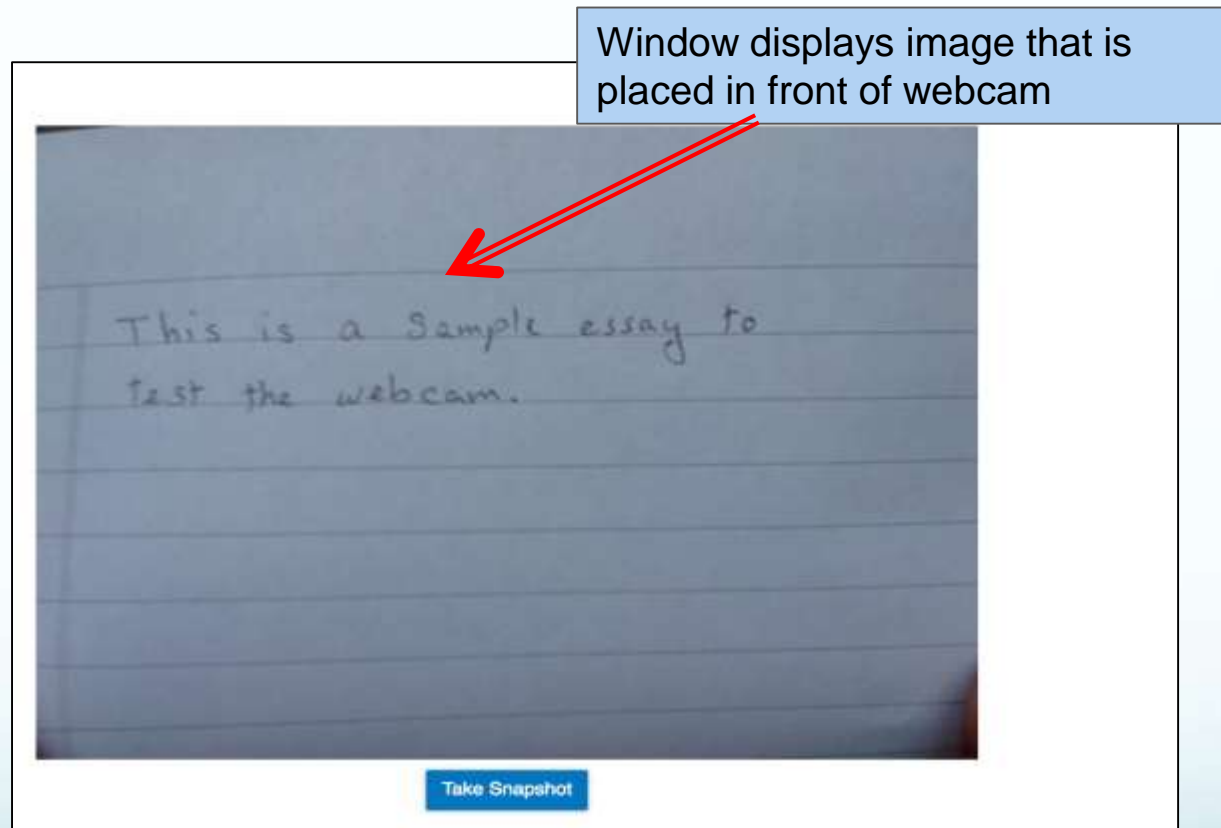 Window displays image that is
placed in front of webcam
This is a Sample essay to
test the webcam.
Take Snapshot